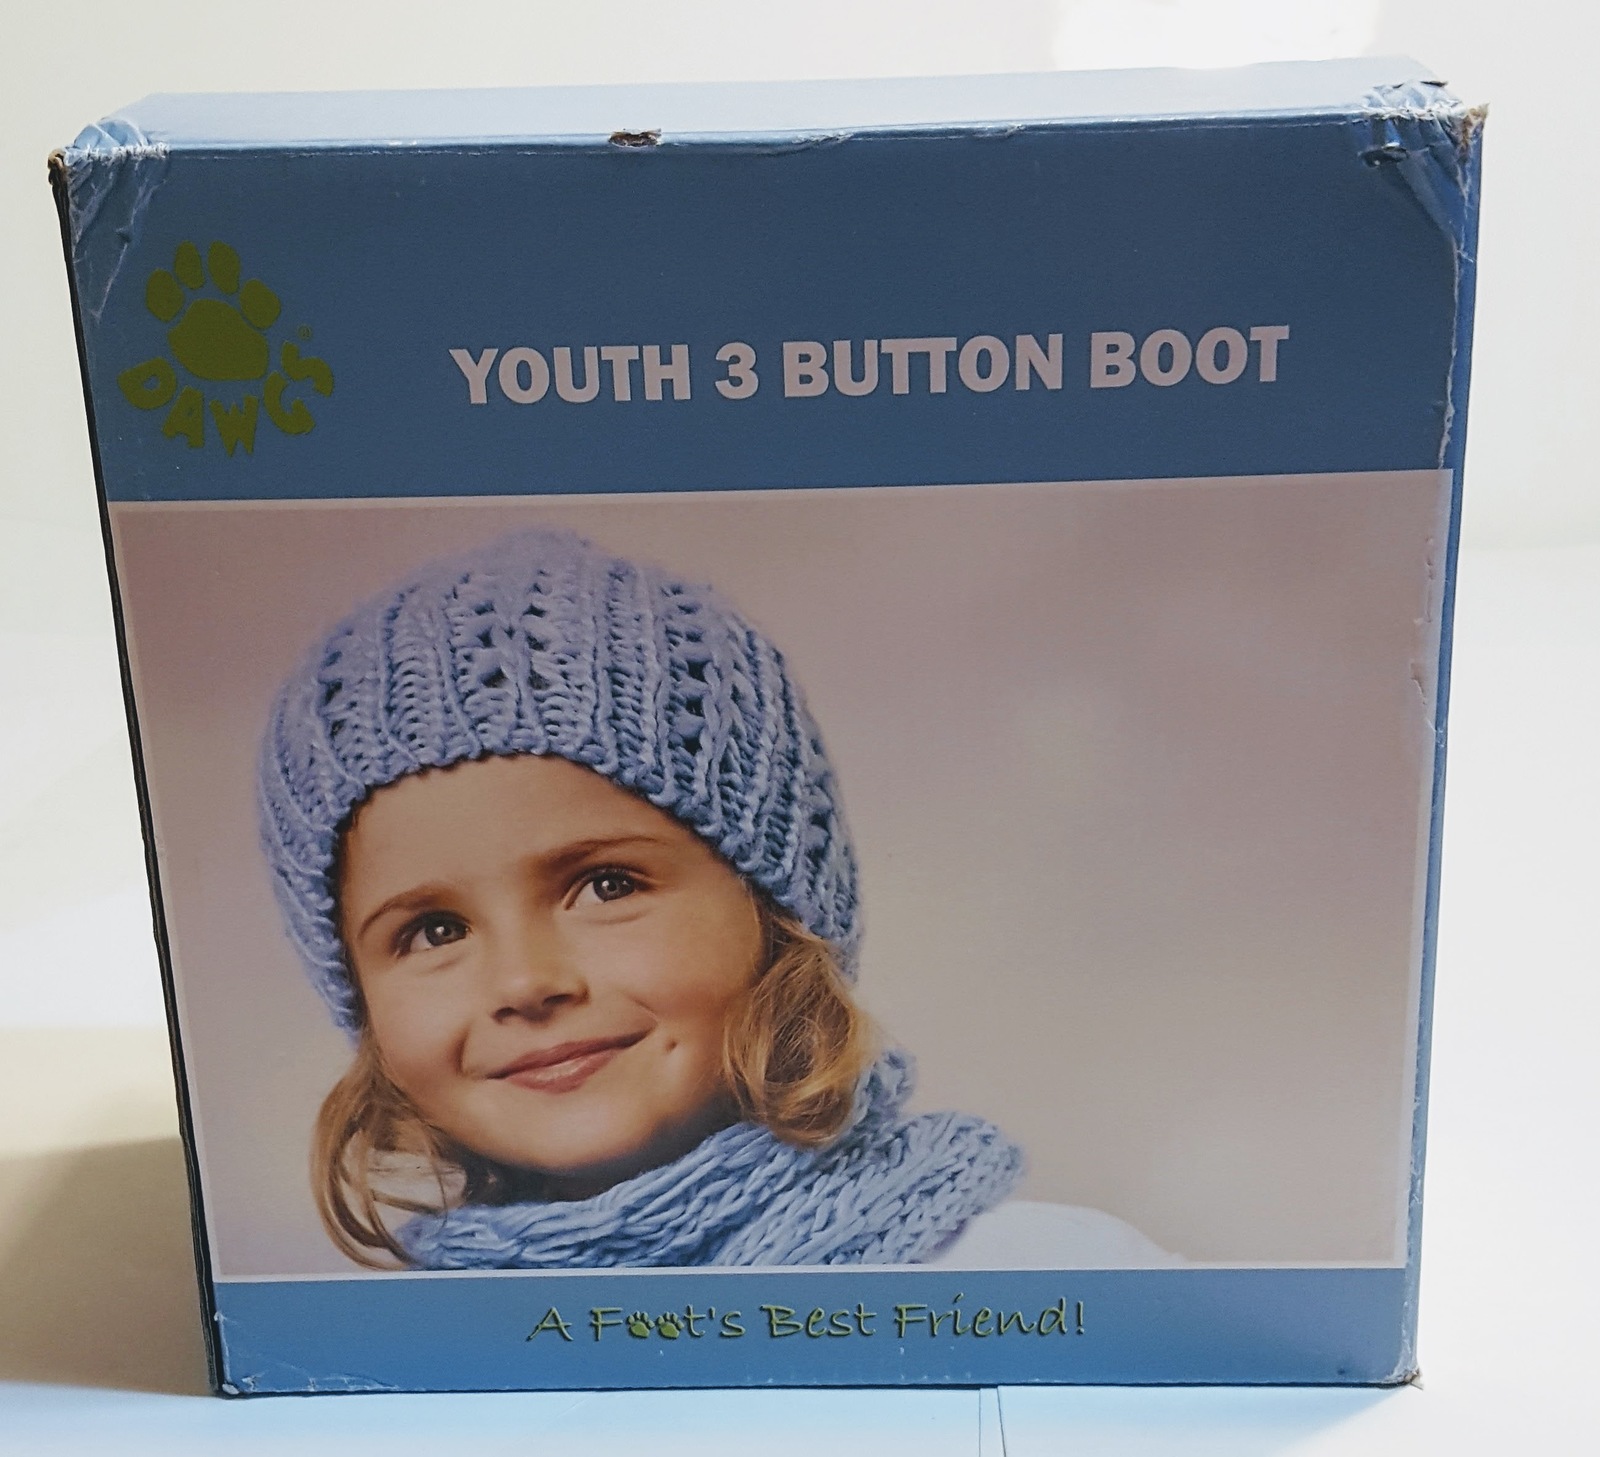 DAWGS®
YOUTH 3 BUTTON BOOT
A Foot's Best Friend!